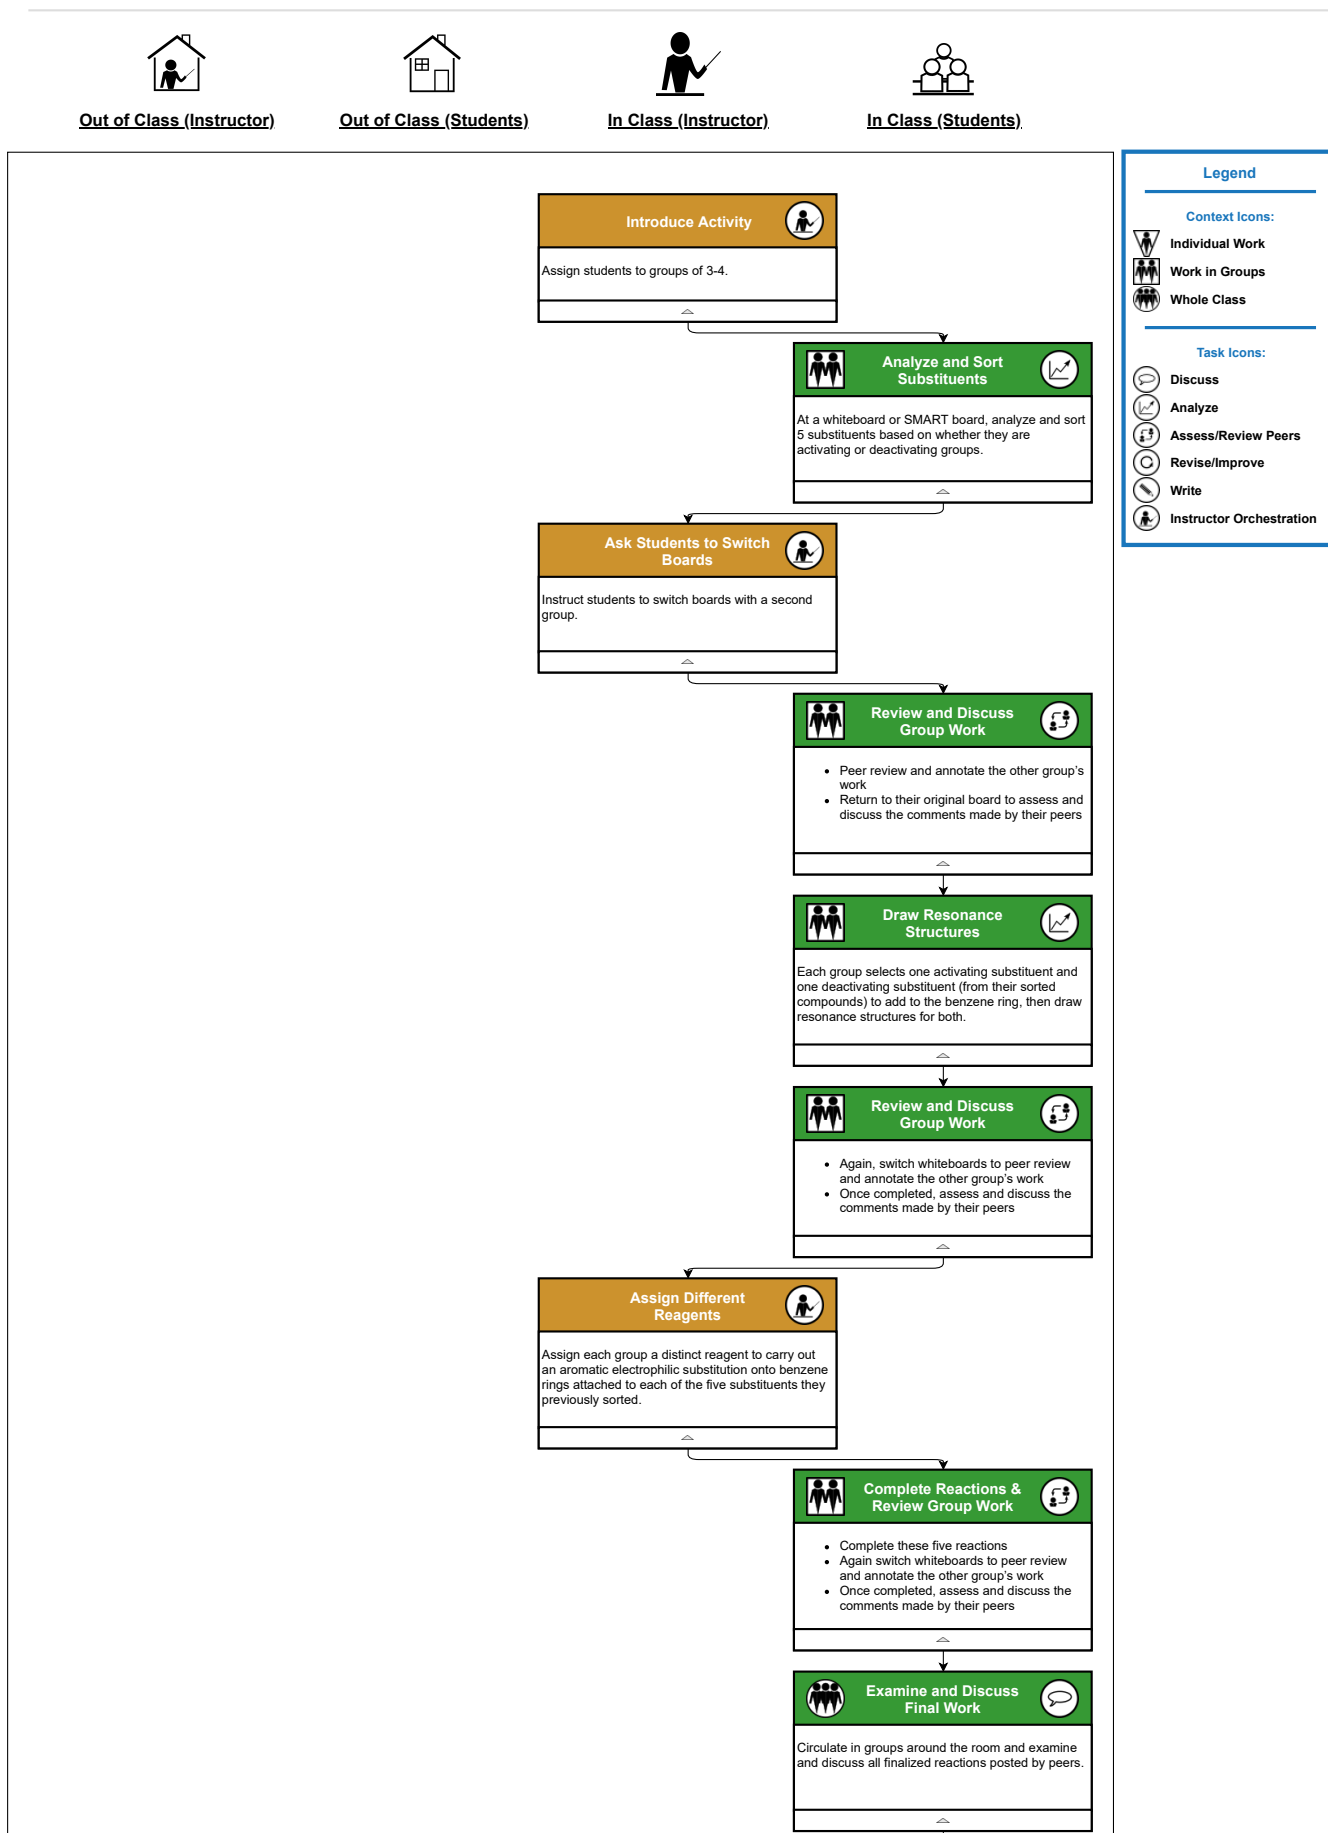 Out of Class (Instructor)
Out of Class (Students)
In Class (Instructor)
In Class (Students)
Legend
Context Icons:
Individual Work
Work in Groups
Whole Class
Task Icons:
Discuss
Analyze
Assess/Review Peers
Revise/Improve
Write
Instructor Orchestration
Introduce Activity
Assign students to groups of 3-4.
Analyze and Sort
Substituents
At a whiteboard or SMART board, analyze and sort
5 substituents based on whether they are
activating or deactivating groups.
Ask Students to Switch
Boards
Instruct students to switch boards with a second
group.
Review and Discuss
Group Work
• Peer review and annotate the other group's
work
• Return to their original board to assess and
discuss the comments made by their peers
Draw Resonance
Structures
Each group selects one activating substituent and
one deactivating substituent (from their sorted
compounds) to add to the benzene ring, then draw
resonance structures for both.
Review and Discuss
Group Work
• Again, switch whiteboards to peer review
and annotate the other group's work
• Once completed, assess and discuss the
comments made by their peers
Assign Different
Reagents
Assign each group a distinct reagent to carry out
an aromatic electrophilic substitution onto benzene
rings attached to each of the five substituents they
previously sorted.
Complete Reactions &
Review Group Work
• Complete these five reactions
• Again switch whiteboards to peer review
and annotate the other group's work
• Once completed, assess and discuss the
comments made by their peers
Examine and Discuss
Final Work
Circulate in groups around the room and examine
and discuss all finalized reactions posted by peers.